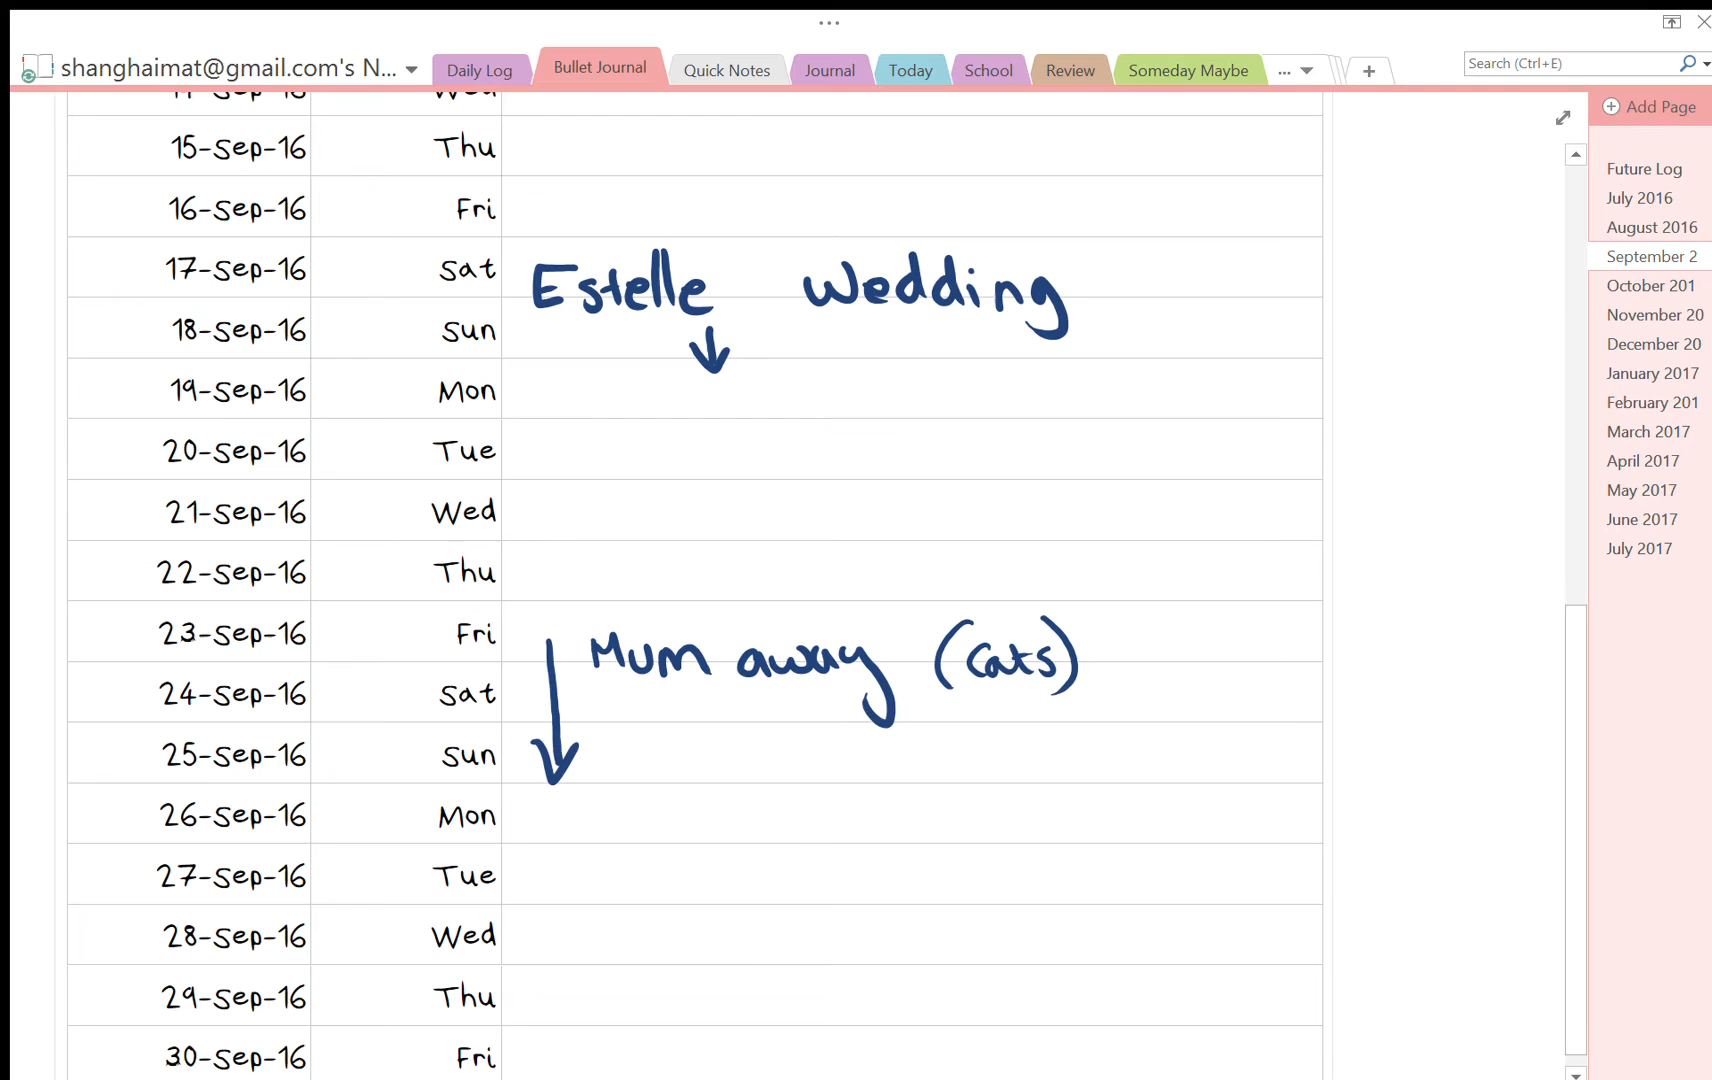 ...
shanghaimat@gmail.com's N...
Daily Log
Bullet Journal
Quick Notes
Journal
Today
School
Review
Someday Maybe
...
+
Search (Ctrl+E)
Add Page
Future Log
July 2016
August 2016
September 2
October 201
November 20
December 20
January 2017
February 201
March 2017
April 2017
May 2017
June 2017
July 2017
15-Sep-16 Thu
16-Sep-16 Fri
17-Sep-16 Sat Estelle Wedding
18-Sep-16 Sun
19-Sep-16 Mon
20-Sep-16 Tue
21-Sep-16 Wed
22-Sep-16 Thu
23-Sep-16 Fri Mum away (cats)
24-Sep-16 Sat
25-Sep-16 Sun
26-Sep-16 Mon
27-Sep-16 Tue
28-Sep-16 Wed
29-Sep-16 Thu
30-Sep-16 Fri